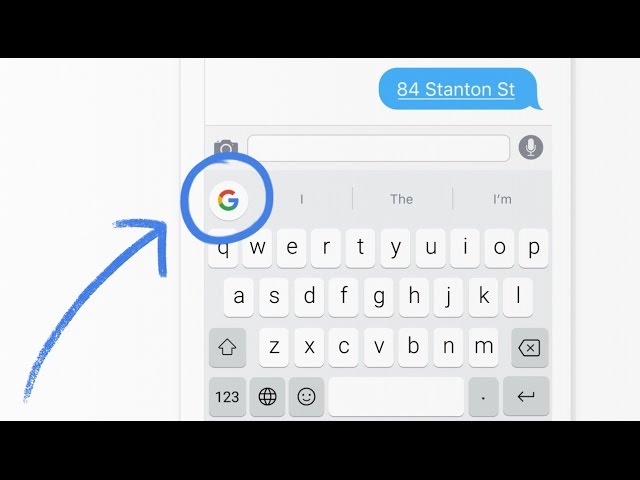 84 Stanton St
G I The I'm
q w e r t y u i o p
a s d f g h j k l
z x c v b n m
123 .